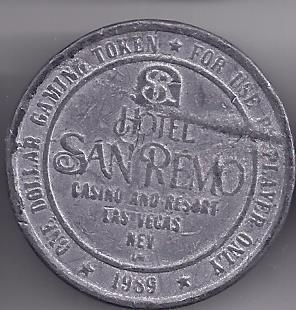 ONE DOLLAR GAMING TOKEN ★ FOR USE BY PLAYER ONLY ★
SR
HOTEL
SAN REMO
CASINO AND RESORT
LAS VEGAS
NEV
★ 1989